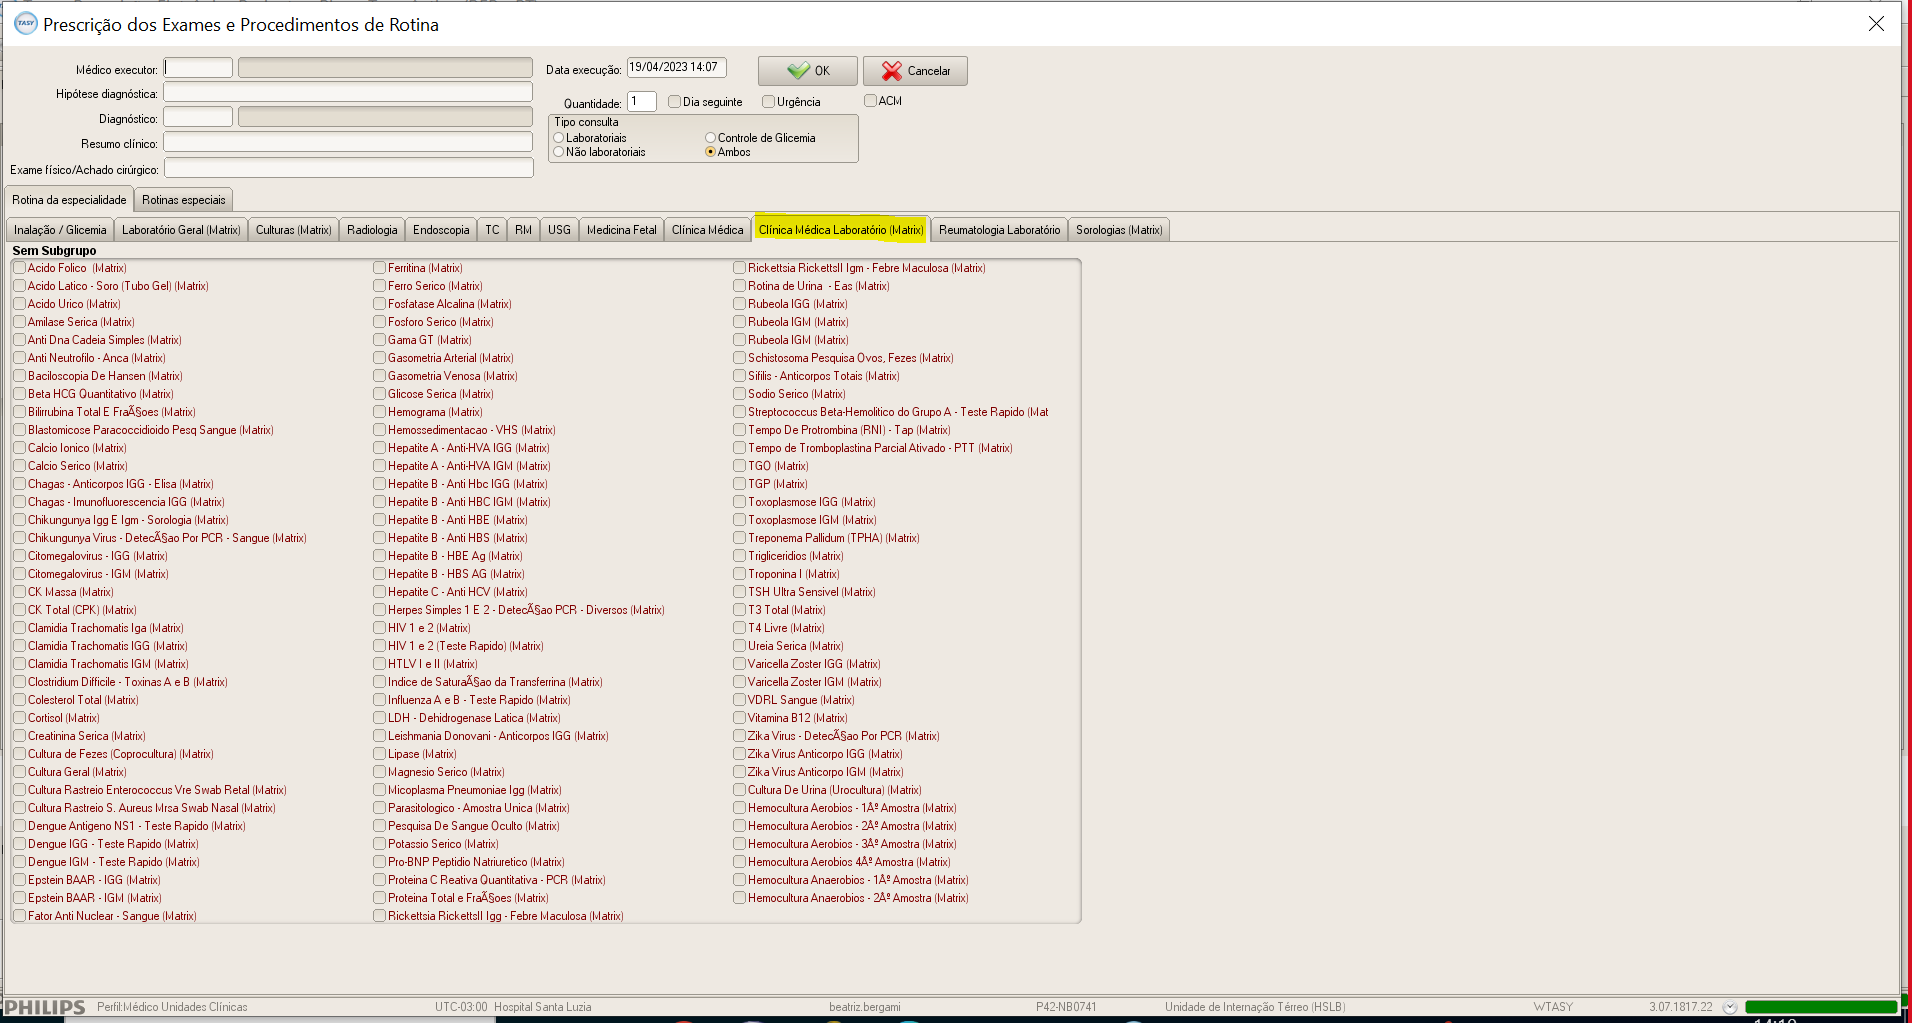 Prescrição dos Exames e Procedimentos de Rotina
Médico executor:
Data execução: 19/04/2023 14:07
OK
Cancelar
Hipótese diagnóstica:
Quantidade: 1
Dia seguinte
Urgência
ACM
Diagnóstico:
Tipo consulta
Laboratoriais
Controle de Glicemia
Não laboratoriais
Ambos
Resumo clínico:
Exame físico/Achado cirúrgico:
Rotina da especialidade
Rotinas especiais
Inalação / Glicemia
Laboratório Geral (Matrix)
Culturas (Matrix)
Radiologia
Endoscopia
TC
RM
USG
Medicina Fetal
Clínica Médica
Clínica Médica Laboratório (Matrix)
Reumatologia Laboratório
Sorologias (Matrix)
Sem Subgrupo
Acido Folico  (Matrix)
Acido Latico - Soro (Tubo Gel) (Matrix)
Acido Urico (Matrix)
Amilase Serica (Matrix)
Anti Dna Cadeia Simples (Matrix)
Anti Neutrofilo - Anca (Matrix)
Baciloscopia De Hansen (Matrix)
Beta HCG Quantitativo (Matrix)
Bilirrubina Total E FraÃ§oes (Matrix)
Blastomicose Paracoccidioido Pesq Sangue (Matrix)
Calcio Ionico (Matrix)
Calcio Serico (Matrix)
Chagas - Anticorpos IGG - Elisa (Matrix)
Chagas - Imunofluorescencia IGG (Matrix)
Chikungunya Igg E Igm - Sorologia (Matrix)
Chikungunya Virus - DetecÃ§ao Por PCR - Sangue (Matrix)
Citomegalovirus - IGG (Matrix)
Citomegalovirus - IGM (Matrix)
CK Massa (Matrix)
CK Total (CPK) (Matrix)
Clamidia Trachomatis Iga (Matrix)
Clamidia Trachomatis IGG (Matrix)
Clamidia Trachomatis IGM (Matrix)
Clostridium Difficile - Toxinas A e B (Matrix)
Colesterol Total (Matrix)
Cortisol (Matrix)
Creatinina Serica (Matrix)
Cultura de Fezes (Coprocultura) (Matrix)
Cultura Geral (Matrix)
Cultura Rastreio Enterococcus Vre Swab Retal (Matrix)
Cultura Rastreio S. Aureus Mrsa Swab Nasal (Matrix)
Dengue Antigeno NS1 - Teste Rapido (Matrix)
Dengue IGG - Teste Rapido (Matrix)
Dengue IGM - Teste Rapido (Matrix)
Epstein BAAR - IGG (Matrix)
Epstein BAAR - IGM (Matrix)
Fator Anti Nuclear - Sangue (Matrix)
Ferritina (Matrix)
Ferro Serico (Matrix)
Fosfatase Alcalina (Matrix)
Fosforo Serico (Matrix)
Gama GT (Matrix)
Gasometria Arterial (Matrix)
Gasometria Venosa (Matrix)
Glicose Serica (Matrix)
Hemograma (Matrix)
Hemossedimentacao - VHS (Matrix)
Hepatite A - Anti-HVA IGG (Matrix)
Hepatite A - Anti-HVA IGM (Matrix)
Hepatite B - Anti Hbc IGG (Matrix)
Hepatite B - Anti HBC IGM (Matrix)
Hepatite B - Anti HBE (Matrix)
Hepatite B - Anti HBS (Matrix)
Hepatite B - HBE Ag (Matrix)
Hepatite B - HBS AG (Matrix)
Hepatite C - Anti HCV (Matrix)
Herpes Simples 1 E 2 - DetecÃ§ao PCR - Diversos (Matrix)
HIV 1 e 2 (Matrix)
HIV 1 e 2 (Teste Rapido) (Matrix)
HTLV I e II (Matrix)
Indice de SaturaÃ§ao da Transferrina (Matrix)
Influenza A e B - Teste Rapido (Matrix)
LDH - Dehidrogenase Latica (Matrix)
Leishmania Donovani - Anticorpos IGG (Matrix)
Lipase (Matrix)
Magnesio Serico (Matrix)
Micoplasma Pneumoniae Igg (Matrix)
Parasitologico - Amostra Unica (Matrix)
Pesquisa De Sangue Oculto (Matrix)
Potassio Serico (Matrix)
Pro-BNP Peptidio Natriuretico (Matrix)
Proteina C Reativa Quantitativa - PCR (Matrix)
Proteina Total e FraÃ§oes (Matrix)
Rickettsia RickettsII Igg - Febre Maculosa (Matrix)
Rickettsia RickettsII Igm - Febre Maculosa (Matrix)
Rotina de Urina  - Eas (Matrix)
Rubeola IGG (Matrix)
Rubeola IGM (Matrix)
Rubeola IGM (Matrix)
Schistosoma Pesquisa Ovos, Fezes (Matrix)
Sifilis - Anticorpos Totais (Matrix)
Sodio Serico (Matrix)
Streptococcus Beta-Hemolitico do Grupo A - Teste Rapido (Mat
Tempo De Protrombina (RNI) - Tap (Matrix)
Tempo de Tromboplastina Parcial Ativado - PTT (Matrix)
TGO (Matrix)
TGP (Matrix)
Toxoplasmose IGG (Matrix)
Toxoplasmose IGM (Matrix)
Treponema Pallidum (TPHA) (Matrix)
Trigliceridios (Matrix)
Troponina I (Matrix)
TSH Ultra Sensivel (Matrix)
T3 Total (Matrix)
T4 Livre (Matrix)
Ureia Serica (Matrix)
Varicella Zoster IGG (Matrix)
Varicella Zoster IGM (Matrix)
VDRL Sangue (Matrix)
Vitamina B12 (Matrix)
Zika Virus - DetecÃ§ao Por PCR (Matrix)
Zika Virus Anticorpo IGG (Matrix)
Zika Virus Anticorpo IGM (Matrix)
Cultura De Urina (Urocultura) (Matrix)
Hemocultura Aerobios - 1Âª Amostra (Matrix)
Hemocultura Aerobios - 2Âª Amostra (Matrix)
Hemocultura Aerobios - 3Âª Amostra (Matrix)
Hemocultura Aerobios 4Âª Amostra (Matrix)
Hemocultura Anaerobios - 1Âª Amostra (Matrix)
Hemocultura Anaerobios - 2Âª Amostra (Matrix)
PHILIPS
Perfil:Médico Unidades Clínicas
UTC-03:00
Hospital Santa Luzia
beatriz.bergami
P42-NB0741
Unidade de Internação Térreo (HSLB)
WTASY
3.07.1817.22